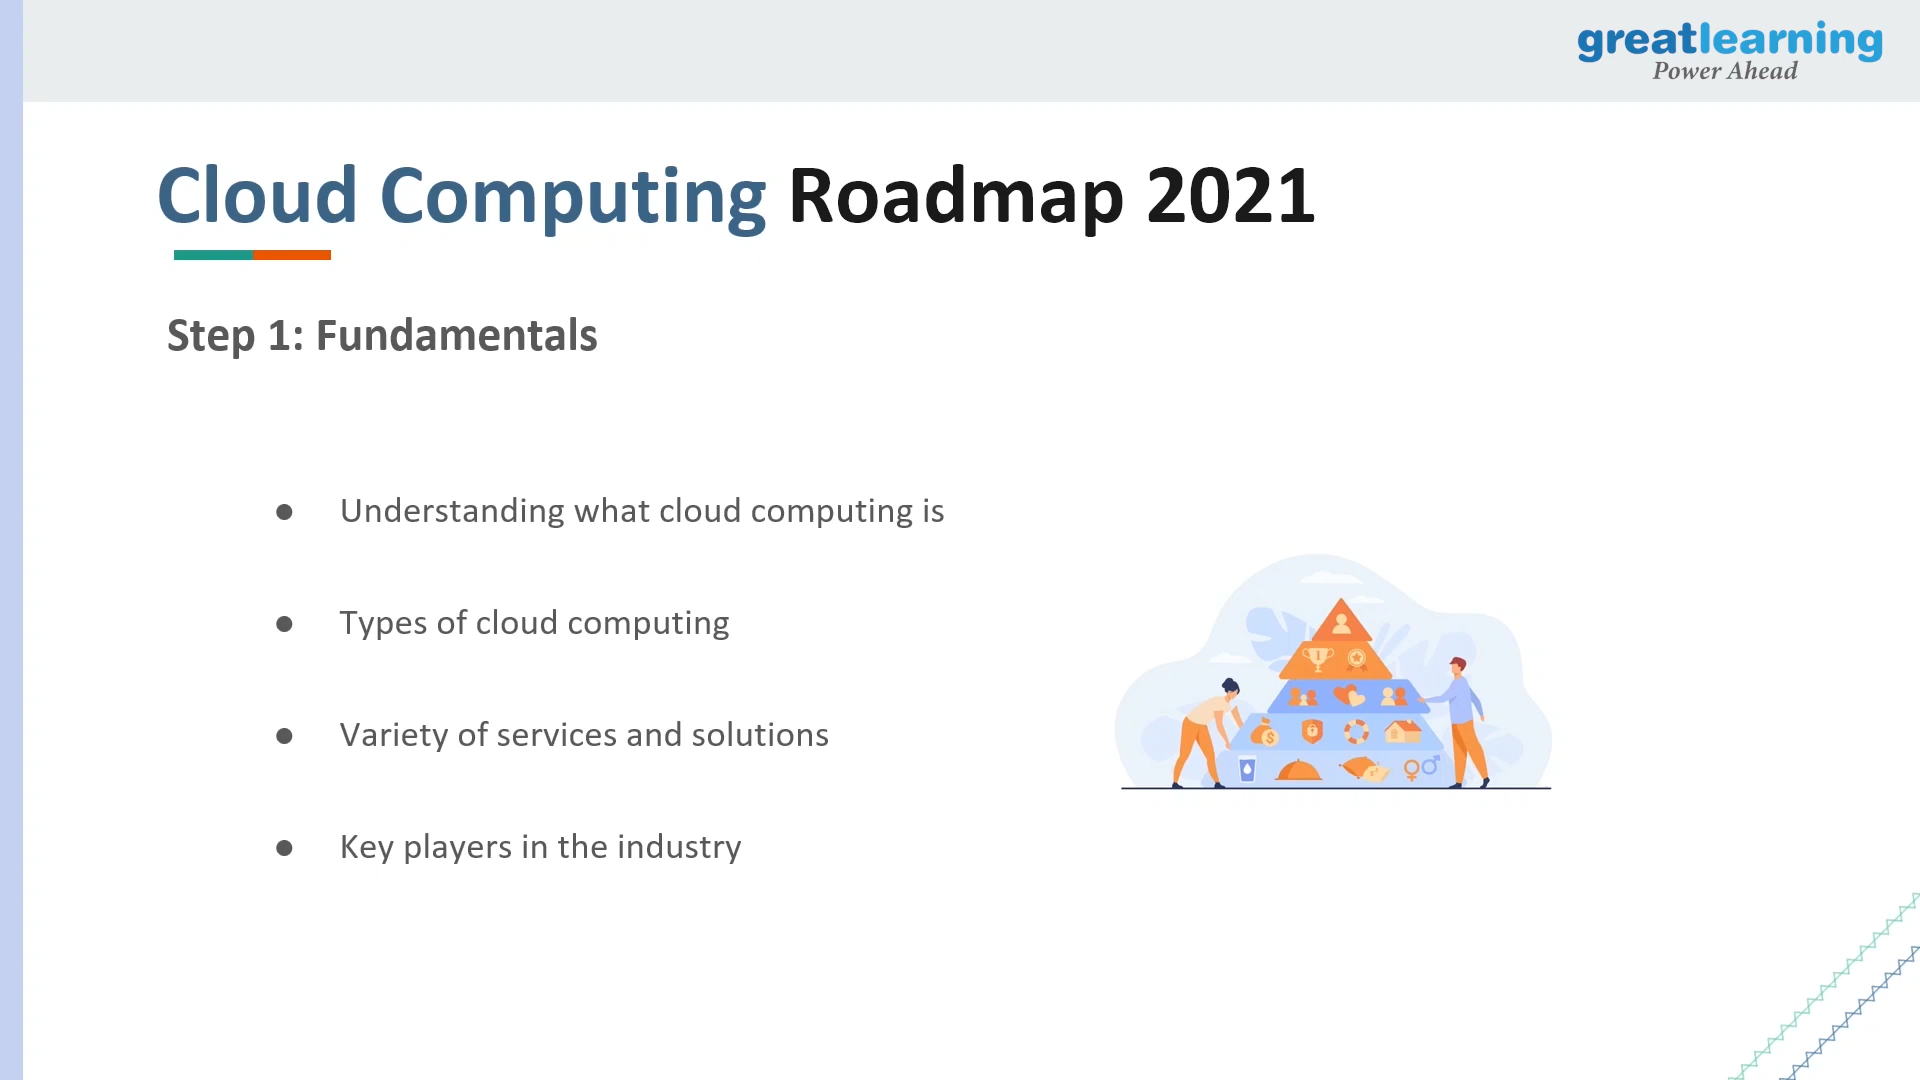 greatlearning
Power Ahead
Cloud Computing Roadmap 2021
Step 1: Fundamentals
● Understanding what cloud computing is
● Types of cloud computing
● Variety of services and solutions
● Key players in the industry